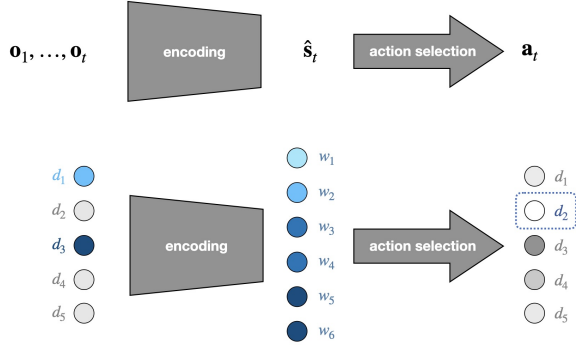 o₁, …, oₜ encoding ŝₜ action selection aₜ
d₁
d₂
d₃
d₄
d₅
encoding
w₁
w₂
w₃
w₄
w₅
w₆
action selection
d₁
d₂
d₃
d₄
d₅